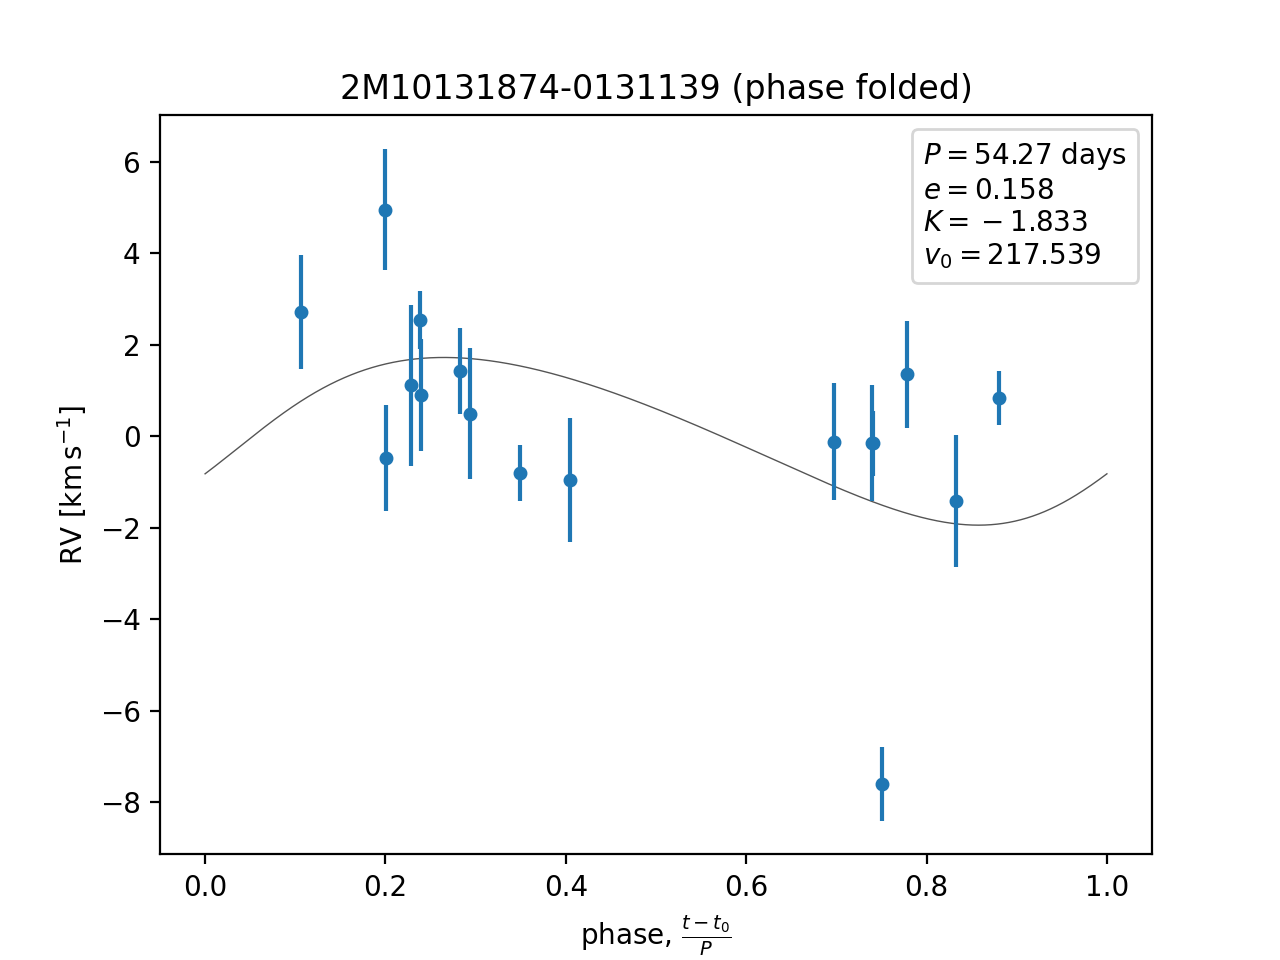 2M10131874-0131139 (phase folded)
P = 54.27 days
e = 0.158
K = −1.833
v₀ = 217.539
6
4
2
0
−2
−4
−6
−8
RV [km s⁻¹]
0.0 0.2 0.4 0.6 0.8 1.0
phase, (t − t₀)/P